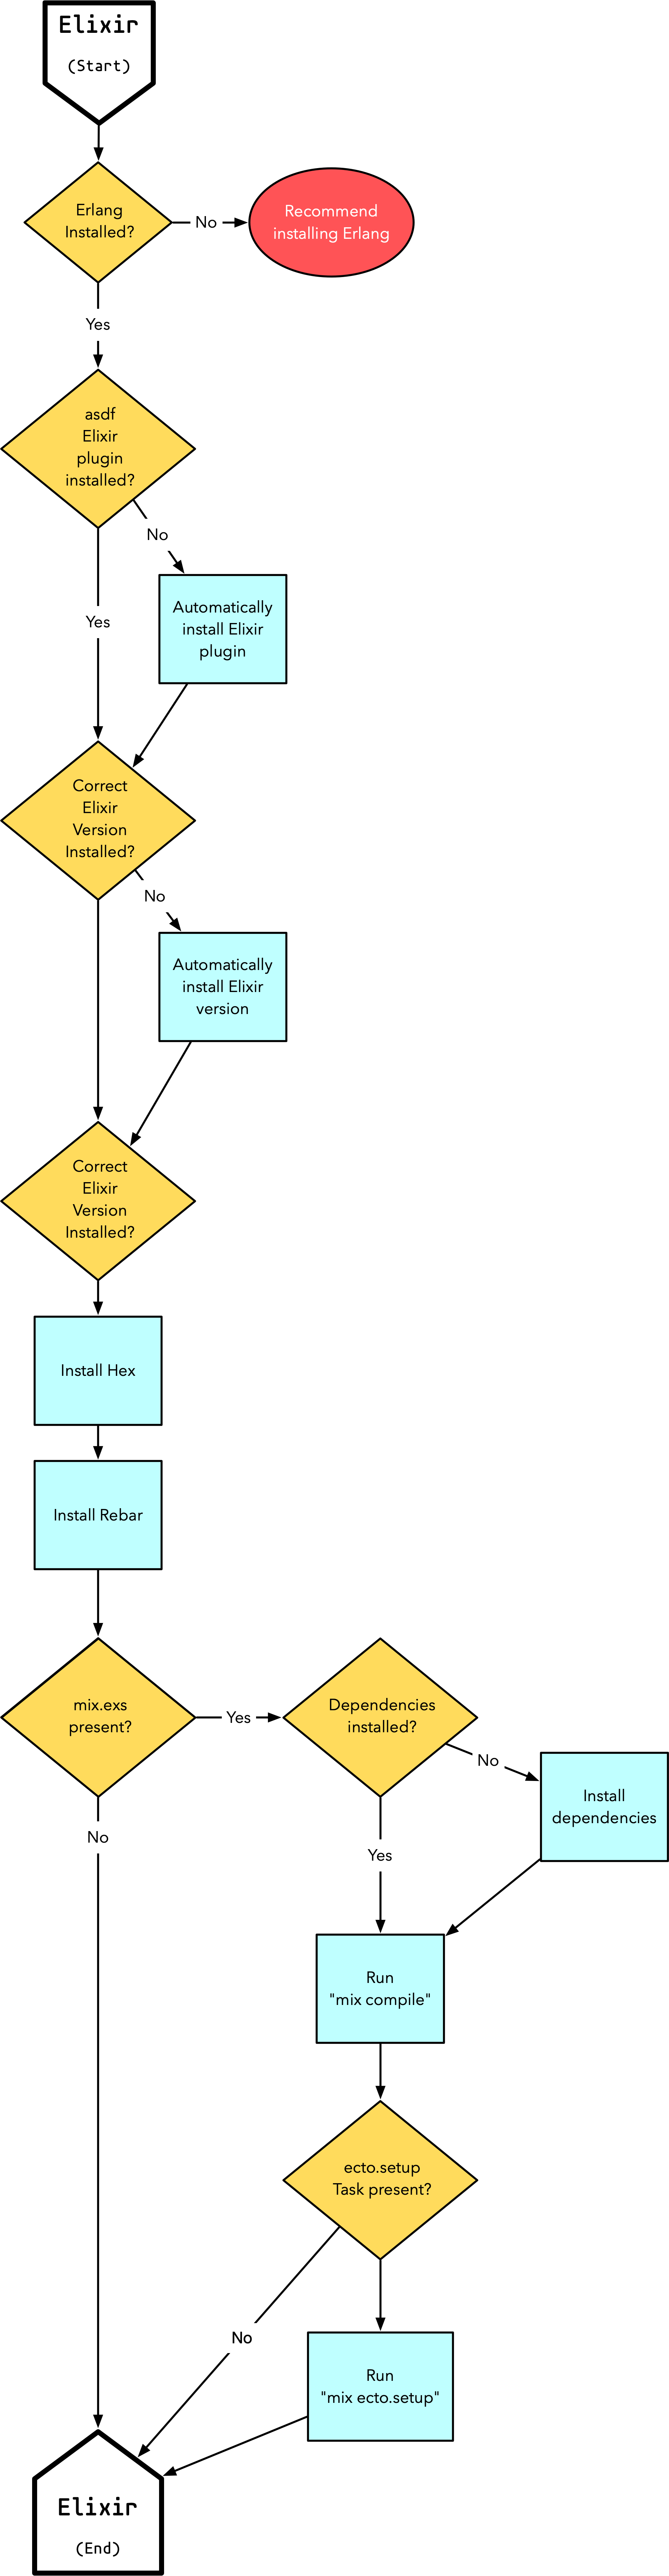 Elixir
(Start)
Erlang
Installed?
No
Recommend
installing Erlang
Yes
asdf
Elixir
plugin
installed?
No
Automatically
install Elixir
plugin
Yes
Correct
Elixir
Version
Installed?
No
Automatically
install Elixir
version
Correct
Elixir
Version
Installed?
Install Hex
Install Rebar
mix.exs
present?
Yes
Dependencies
installed?
No
Install
dependencies
No
Yes
Run
"mix compile"
ecto.setup
Task present?
No
Run
"mix ecto.setup"
Elixir
(End)